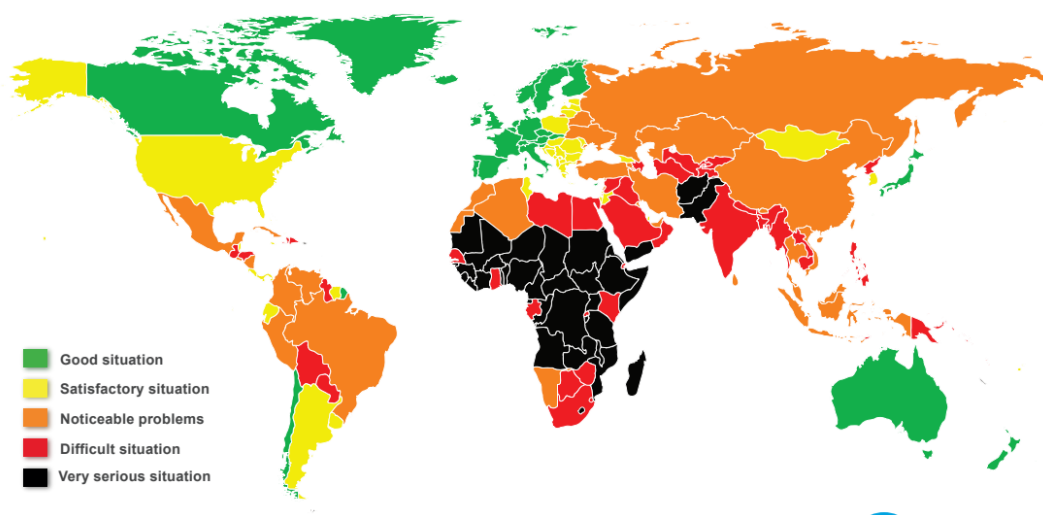 Good situation
Satisfactory situation
Noticeable problems
Difficult situation
Very serious situation